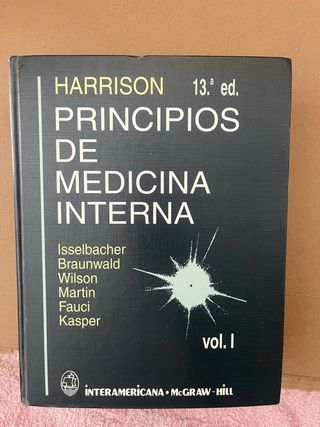 HARRISON 13.ª ed.
PRINCIPIOS
DE
MEDICINA
INTERNA
Isselbacher
Braunwald
Wilson
Martin
Fauci
Kasper
vol. I
INTERAMERICANA • McGRAW-HILL